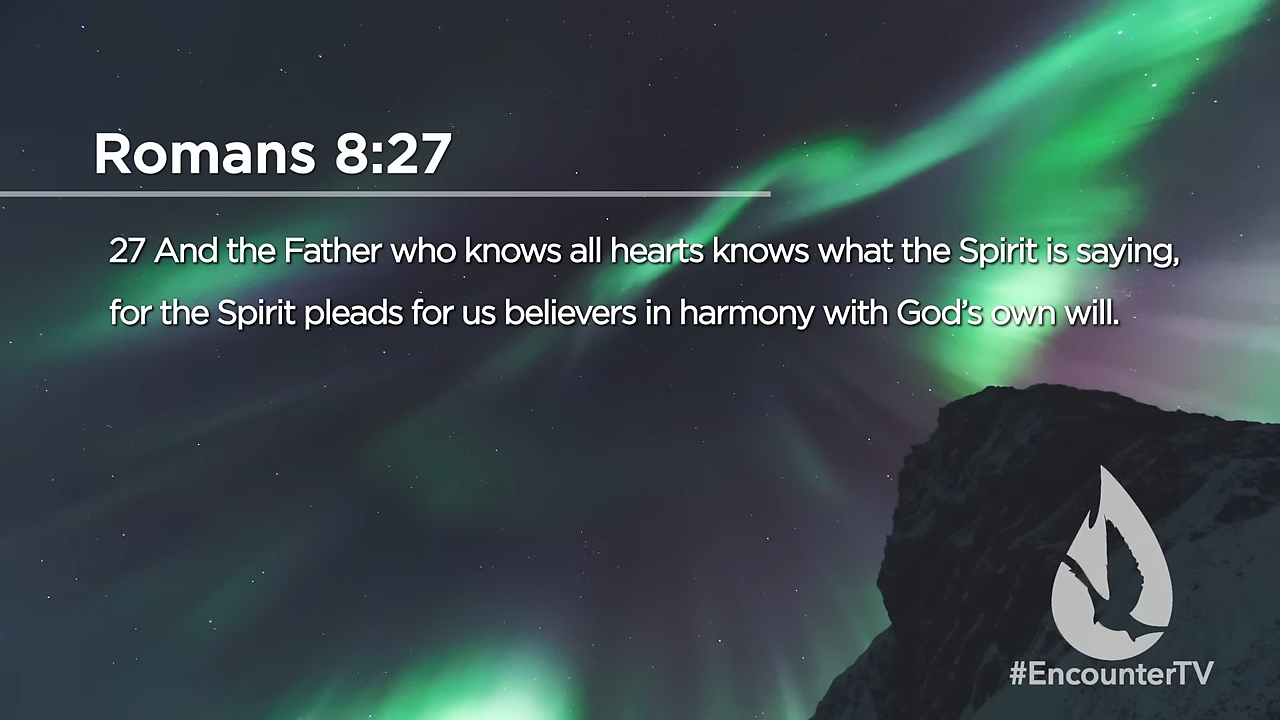 Romans 8:27
27 And the Father who knows all hearts knows what the Spirit is saying,
for the Spirit pleads for us believers in harmony with God’s own will.
#EncounterTV